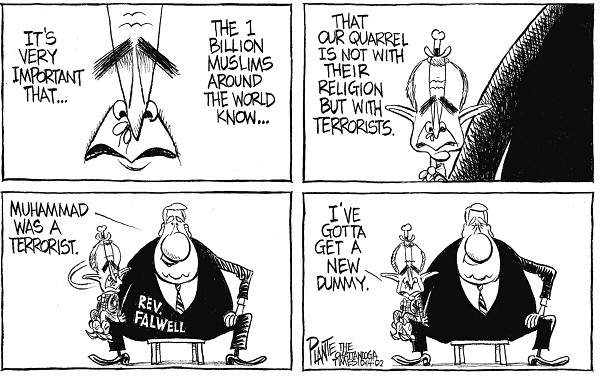 IT'S
VERY
IMPORTANT
THAT...
THE 1
BILLION
MUSLIMS
AROUND
THE WORLD
KNOW...
THAT
OUR QUARREL
IS NOT WITH
THEIR
RELIGION
BUT WITH
TERRORISTS.
MUHAMMAD
WAS A
TERRORIST.
REV.
FALWELL
I'VE
GOTTA
GET A
NEW
DUMMY.
PLANTE THE
CHATTANOOGA
TIMES